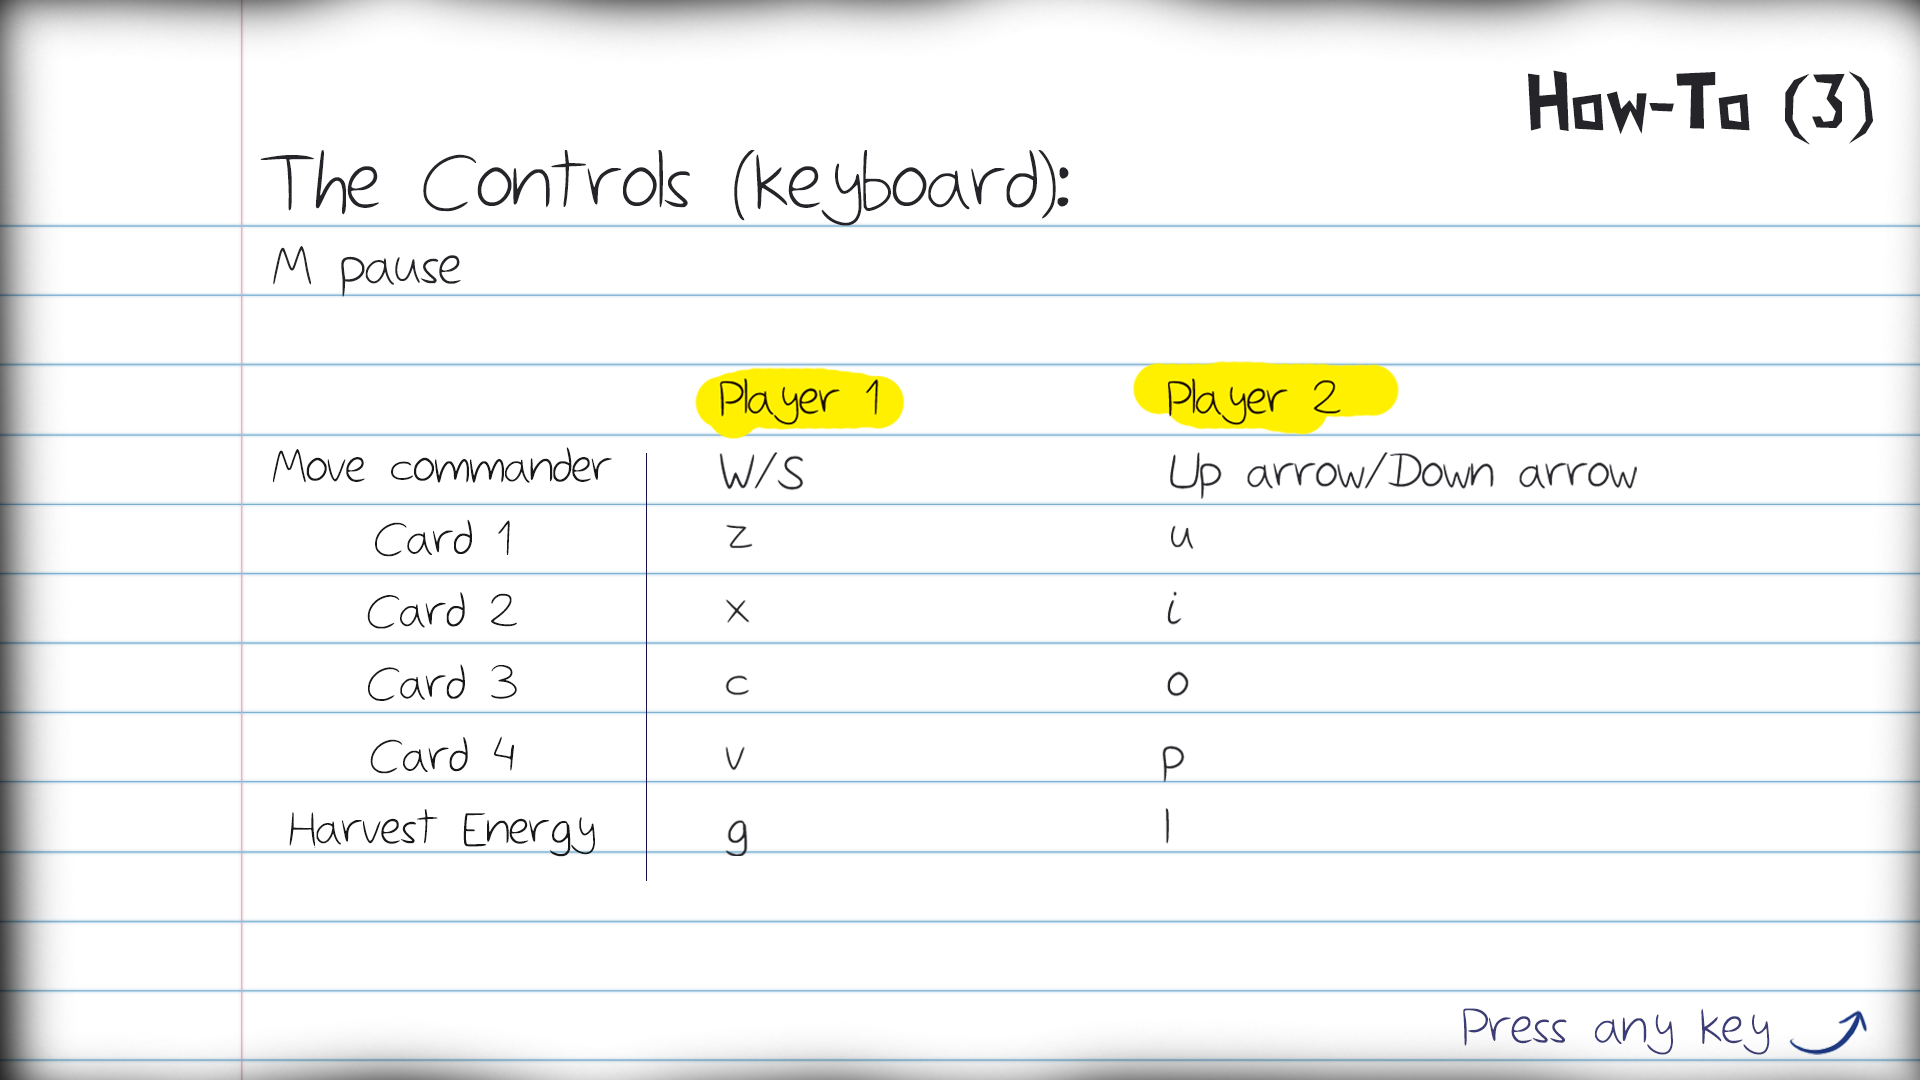 How-To (3)
The Controls (keyboard):
M pause
Player 1 Player 2
Move commander W/S Up arrow/Down arrow
Card 1 z u
Card 2 x i
Card 3 c o
Card 4 v p
Harvest Energy g l
Press any key